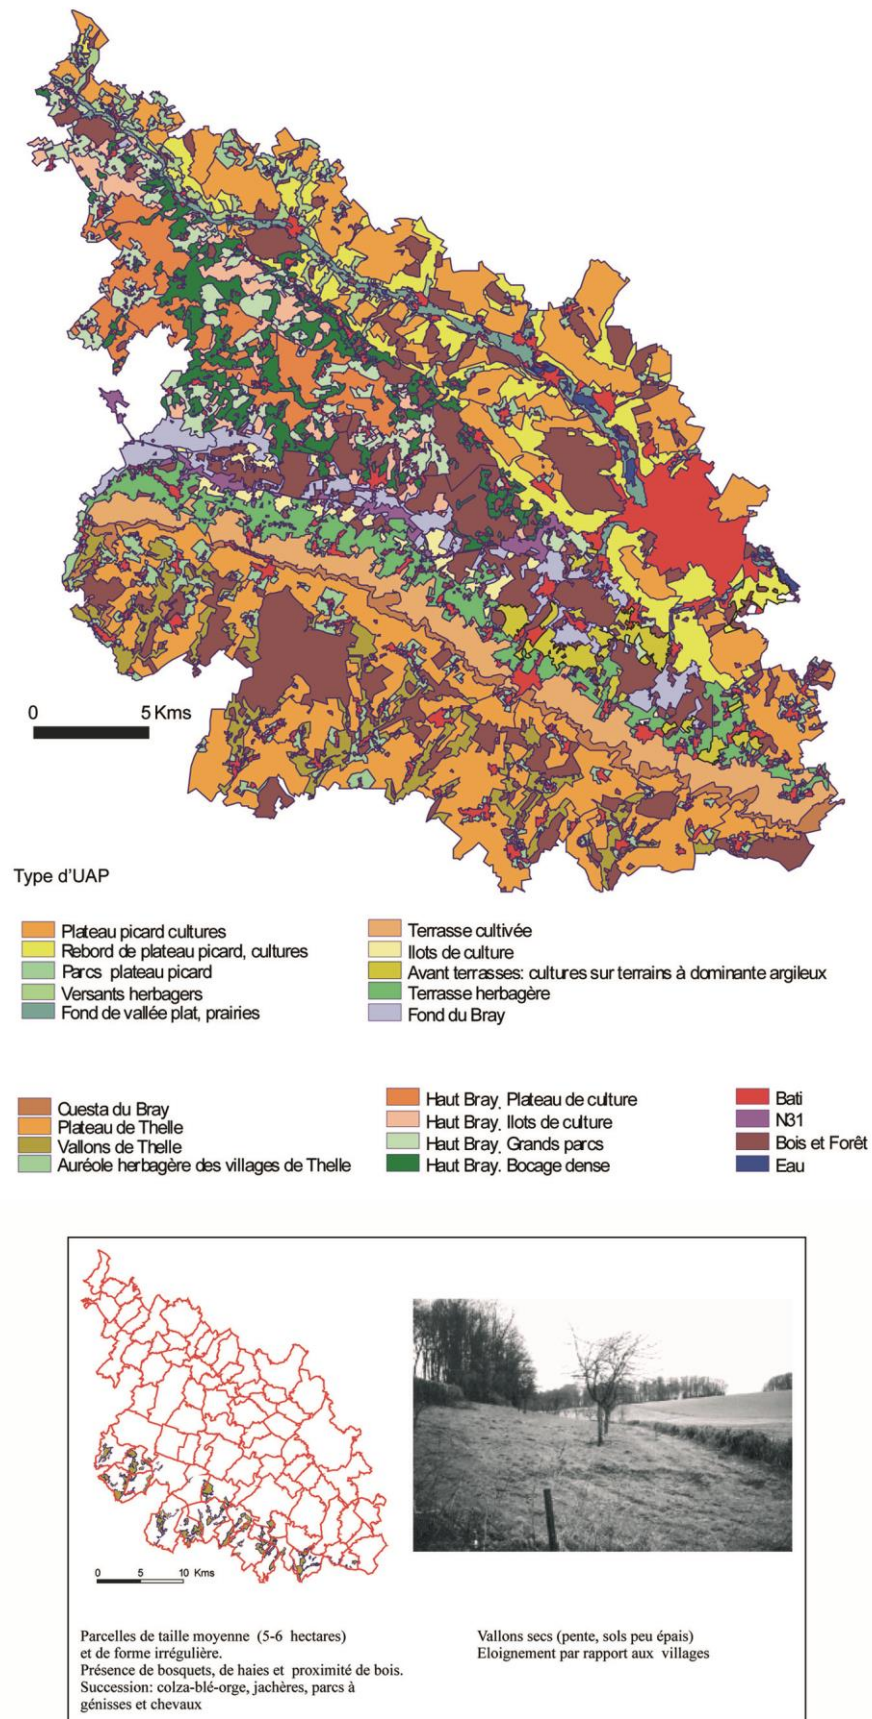 0 5 Kms
Type d'UAP
Plateau picard cultures
Rebord de plateau picard, cultures
Parcs plateau picard
Versants herbagers
Fond de vallée plat, prairies
Terrasse cultivée
Ilots de culture
Avant terrasses: cultures sur terrains à dominante argileux
Terrasse herbagère
Fond du Bray
Cuesta du Bray
Plateau de Thelle
Vallons de Thelle
Auréole herbagère des villages de Thelle
Haut Bray. Plateau de culture
Haut Bray. Ilots de culture
Haut Bray. Grands parcs
Haut Bray. Bocage dense
Bati
N31
Bois et Forêt
Eau
0 5 10 Kms
Parcelles de taille moyenne (5-6 hectares)
et de forme irrégulière.
Présence de bosquets, de haies et proximité de bois.
Succession: colza-blé-orge, jachères, parcs à
génisses et chevaux
Vallons secs (pente, sols peu épais)
Eloignement par rapport aux villages